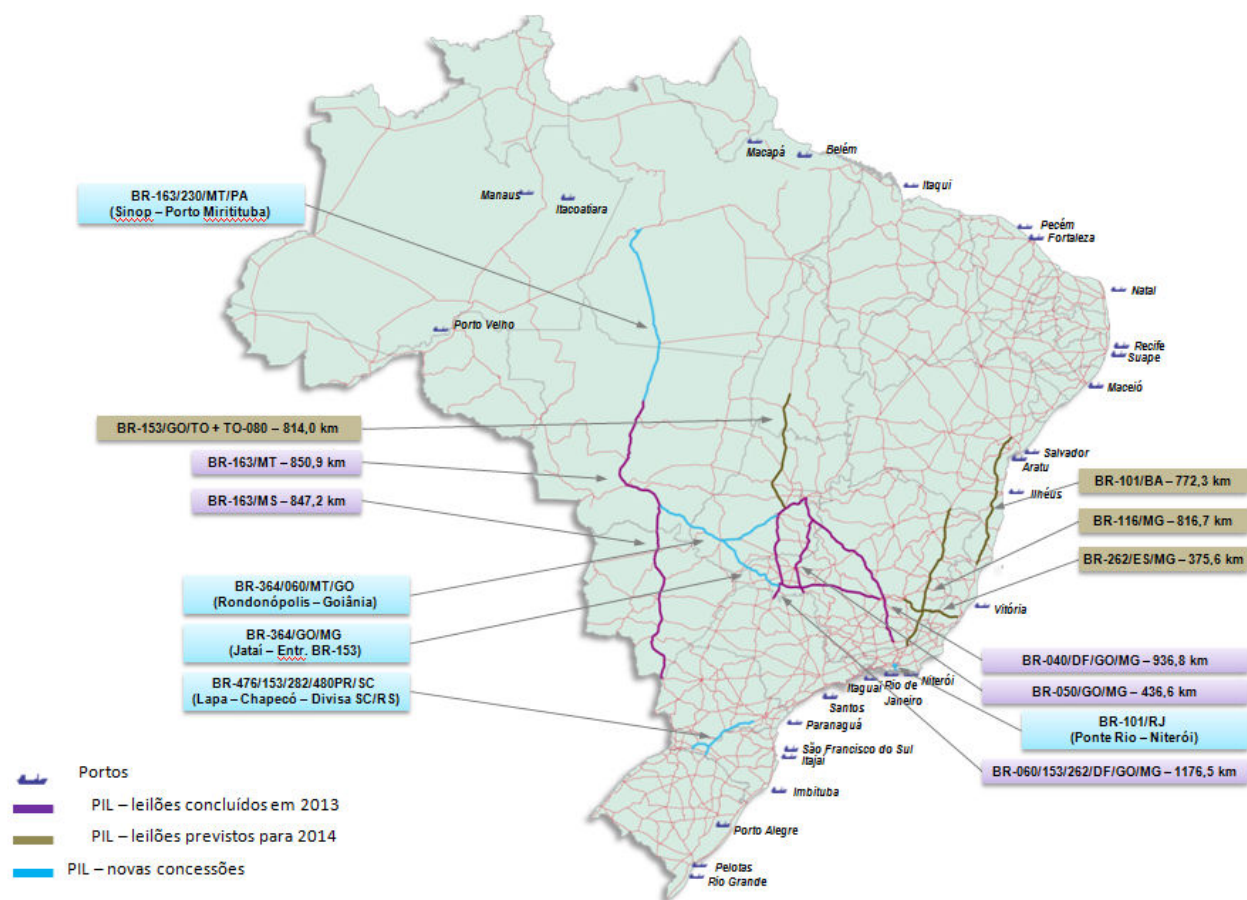 Macapá
Belém
Itaqui
BR-163/230/MT/PA
(Sinop – Porto Miritituba)
Manaus
Itacoatiara
Pecém
Fortaleza
Natal
Porto Velho
Recife
Suape
Maceió
BR-153/GO/TO + TO-080 – 814,0 km
BR-163/MT – 850,9 km
BR-163/MS – 847,2 km
Salvador
Aratu
BR-101/BA – 772,3 km
Ilhéus
BR-116/MG – 816,7 km
BR-262/ES/MG – 375,6 km
BR-364/060/MT/GO
(Rondonópolis – Goiânia)
Vitória
BR-364/GO/MG
(Jataí – Entr. BR-153)
BR-476/153/282/480PR/SC
(Lapa – Chapecó – Divisa SC/RS)
BR-040/DF/GO/MG – 936,8 km
BR-050/GO/MG – 436,6 km
Itaguaí
Rio de
Janeiro
Niterói
Santos
BR-101/RJ
(Ponte Rio – Niterói)
Paranaguá
São Francisco do Sul
Itajaí
BR-060/153/262/DF/GO/MG – 1176,5 km
Imbituba
Portos
PIL – leilões concluídos em 2013
PIL – leilões previstos para 2014
PIL – novas concessões
Porto Alegre
Pelotas
Rio Grande